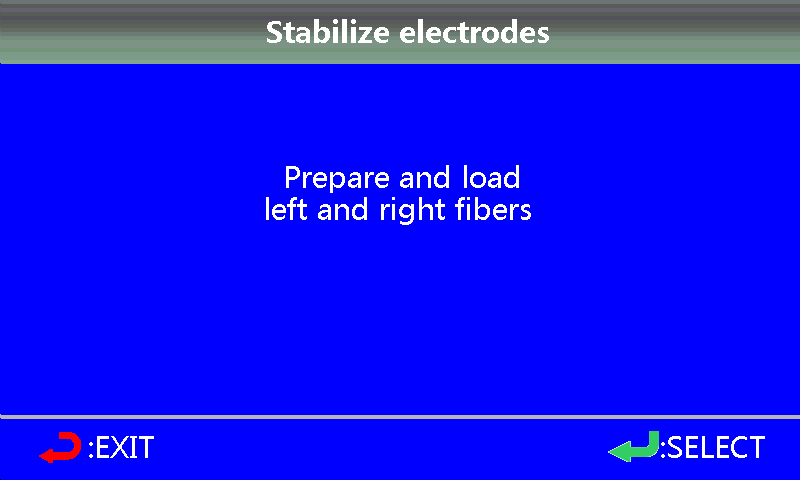 Stabilize electrodes
Prepare and load
left and right fibers
:EXIT
:SELECT